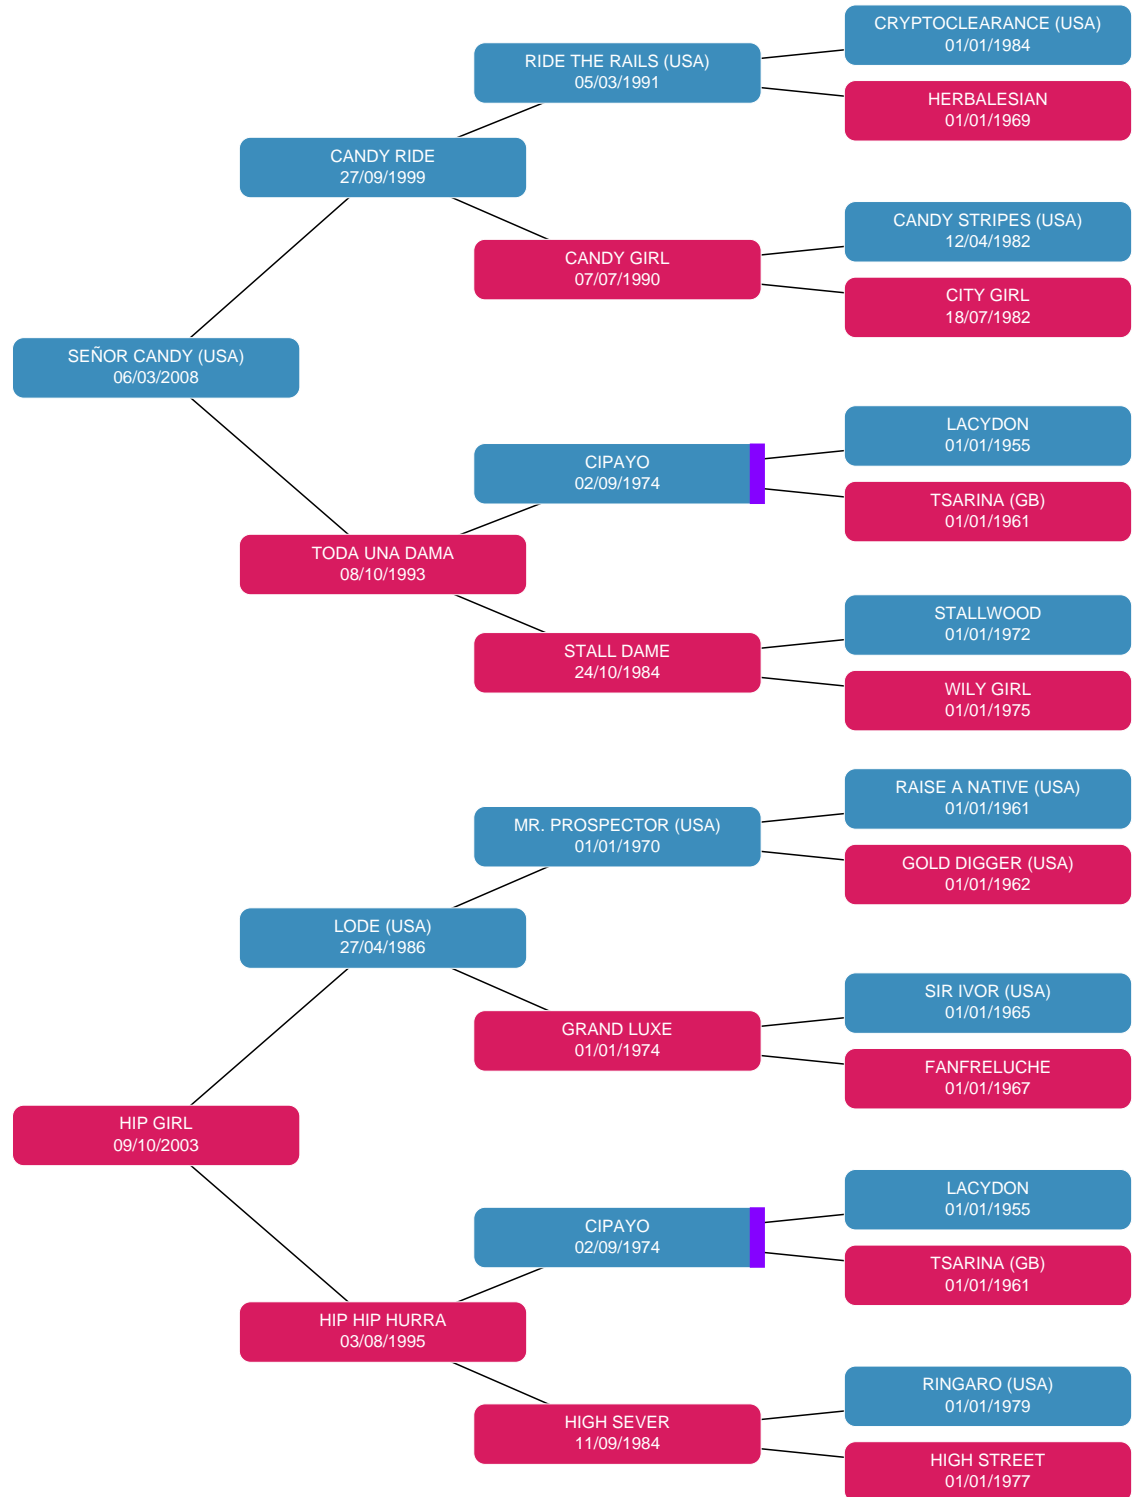 CRYPTOCLEARANCE (USA)
01/01/1984
RIDE THE RAILS (USA)
05/03/1991
HERBALESIAN
01/01/1969
CANDY RIDE
27/09/1999
CANDY STRIPES (USA)
12/04/1982
CANDY GIRL
07/07/1990
CITY GIRL
18/07/1982
SEÑOR CANDY (USA)
06/03/2008
LACYDON
01/01/1955
CIPAYO
02/09/1974
TSARINA (GB)
01/01/1961
TODA UNA DAMA
08/10/1993
STALLWOOD
01/01/1972
STALL DAME
24/10/1984
WILY GIRL
01/01/1975
RAISE A NATIVE (USA)
01/01/1961
MR. PROSPECTOR (USA)
01/01/1970
GOLD DIGGER (USA)
01/01/1962
LODE (USA)
27/04/1986
SIR IVOR (USA)
01/01/1965
GRAND LUXE
01/01/1974
FANFRELUCHE
01/01/1967
HIP GIRL
09/10/2003
LACYDON
01/01/1955
CIPAYO
02/09/1974
TSARINA (GB)
01/01/1961
HIP HIP HURRA
03/08/1995
RINGARO (USA)
01/01/1979
HIGH SEVER
11/09/1984
HIGH STREET
01/01/1977